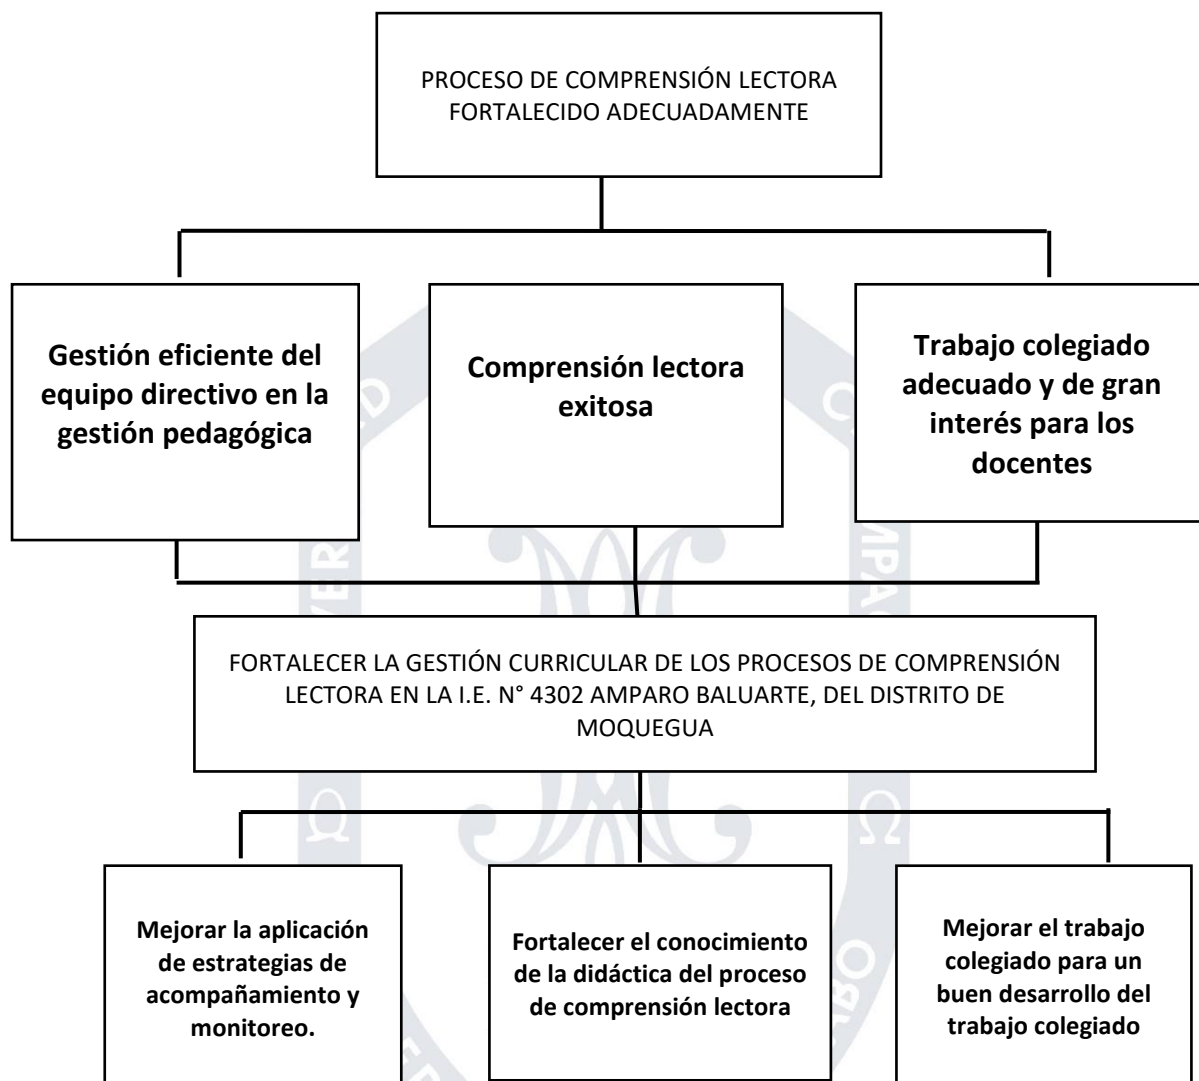 PROCESO DE COMPRENSIÓN LECTORA
FORTALECIDO ADECUADAMENTE
Gestión eficiente del
equipo directivo en la
gestión pedagógica
Comprensión lectora
exitosa
Trabajo colegiado
adecuado y de gran
interés para los
docentes
FORTALECER LA GESTIÓN CURRICULAR DE LOS PROCESOS DE COMPRENSIÓN
LECTORA EN LA I.E. N° 4302 AMPARO BALUARTE, DEL DISTRITO DE
MOQUEGUA
Mejorar la aplicación
de estrategias de
acompañamiento y
monitoreo.
Fortalecer el conocimiento
de la didáctica del proceso
de comprensión lectora
Mejorar el trabajo
colegiado para un
buen desarrollo del
trabajo colegiado